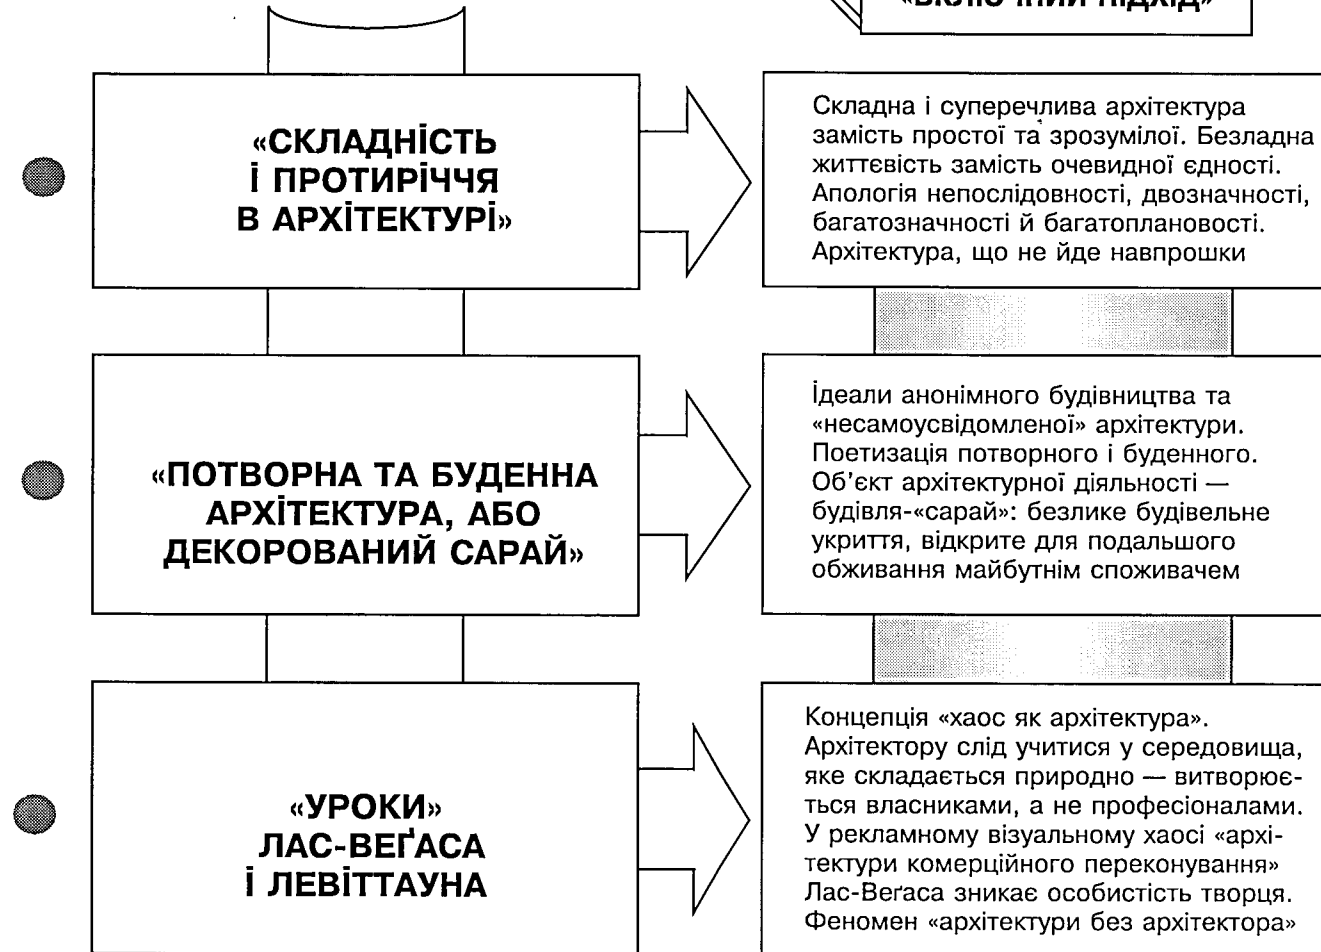 «ВКЛЮЧНИЙ ПІДХІД»
«СКЛАДНІСТЬ
І ПРОТИРІЧЧЯ
В АРХІТЕКТУРІ»
Складна і суперечлива архітектура
замість простої та зрозумілої. Безладна
життєвість замість очевидної єдності.
Апологія непослідовності, двозначності,
багатозначності й багатоплановості.
Архітектура, що не йде навпрошки
«ПОТВОРНА ТА БУДЕННА
АРХІТЕКТУРА, АБО
ДЕКОРОВАНИЙ САРАЙ»
Ідеали анонімного будівництва та
«несамоусвідомленої» архітектури.
Поетизація потворного і буденного.
Об’єкт архітектурної діяльності —
будівля-«сарай»: безлике будівельне
укриття, відкрите для подальшого
обживання майбутнім споживачем
«УРОКИ»
ЛАС-ВЕҐАСА
І ЛЕВІТТАУНА
Концепція «хаос як архітектура».
Архітектору слід учитися у середовища,
яке складається природно — витворює-
ться власниками, а не професіоналами.
У рекламному візуальному хаосі «архі-
тектури комерційного переконування»
Лас-Веґаса зникає особистість творця.
Феномен «архітектури без архітектора»